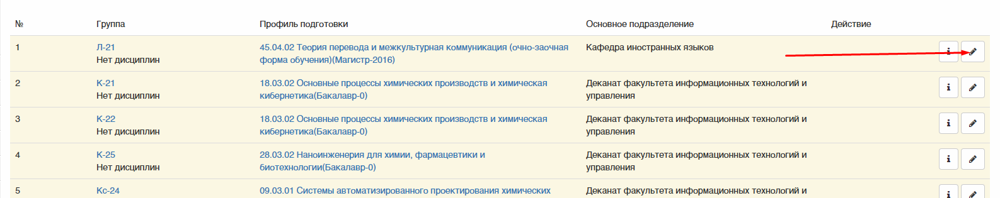 № Группа Профиль подготовки Основное подразделение Действие
1 Л-21 45.04.02 Теория перевода и межкультурная коммуникация (очно-заочная Кафедра иностранных языков
Нет дисциплин форма обучения)(Магистр-2016)
2 К-21 18.03.02 Основные процессы химических производств и химическая Деканат факультета информационных технологий и
Нет дисциплин кибернетика(Бакалавр-0) управления
3 К-22 18.03.02 Основные процессы химических производств и химическая Деканат факультета информационных технологий и
Нет дисциплин кибернетика(Бакалавр-0) управления
4 К-25 28.03.02 Наноинженерия для химии, фармацевтики и Деканат факультета информационных технологий и
Нет дисциплин биотехнологии(Бакалавр-0) управления
5 Кс-24 09.03.01 Системы автоматизированного проектирования химических Деканат факультета информационных технологий и